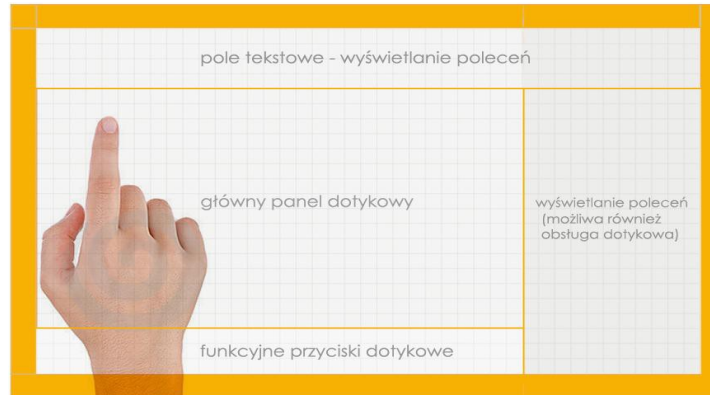 pole tekstowe - wyświetlanie poleceń
główny panel dotykowy
wyświetlanie poleceń
(możliwa również
obsługa dotykowa)
funkcyjne przyciski dotykowe